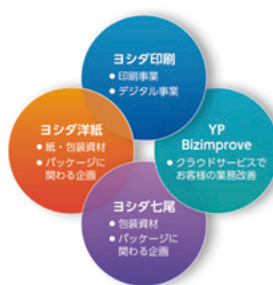 ヨシダ印刷
● 印刷事業
● デジタル事業
ヨシダ洋紙
● 紙・包装資材
● パッケージに
関わる企画
YP
Bizimprove
● クラウドサービスで
お客様の業務改善
ヨシダ七尾
● 包装資材
● パッケージに
関わる企画